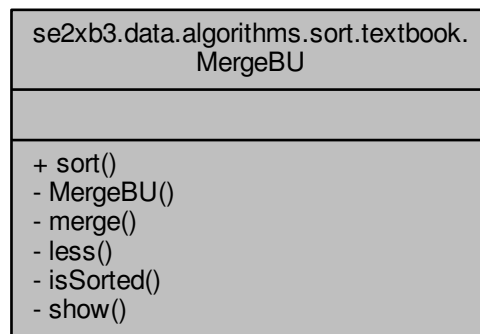 se2xb3.data.algorithms.sort.textbook.
MergeBU
+ sort()
- MergeBU()
- merge()
- less()
- isSorted()
- show()